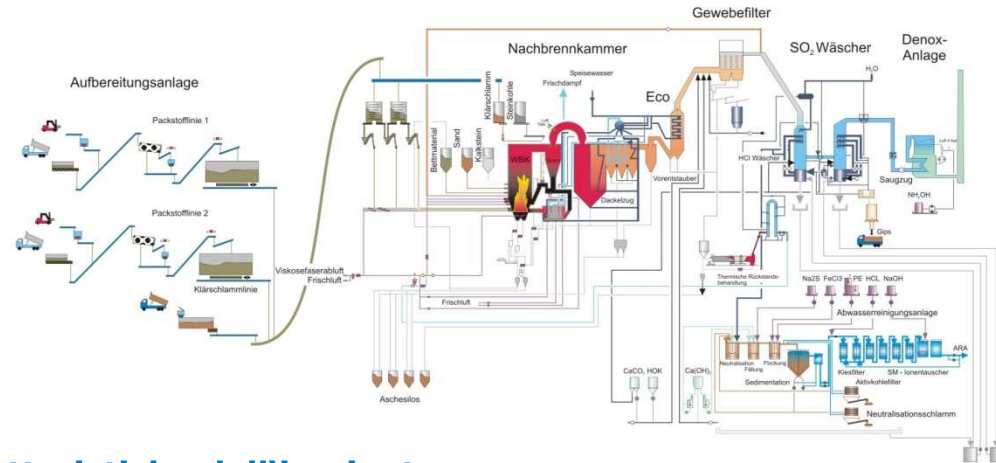 Gewebefilter
Nachbrennkammer
SO2 Wäscher
Denox-
Anlage
Aufbereitungsanlage
Speisewasser
Frischdampf
H2O
Eco
Packstofflinie 1
Klärschlamm
Steinkohle
Bettmaterial
Sand
Kalkstein
WBK
HCl Wäscher
Vorentstauber
Dackelzug
Saugzug
NH4OH
Packstofflinie 2
Gips
Viskosefaserabluft
Frischluft
Klärschlammlinie
Thermische Rückstands-
behandlung
Na2S FeCl3 PE HCL NaOH
Frischluft
Abwasserreinigungsanlage
ARA
Neutralisation
Fällung
Flockung
Kiesfilter
SM - Ionentauscher
Sedimentation
Aktivkohlefilter
CaCO3 HOK
Ca(OH)2
Neutralisationsschlamm
Aschesilos